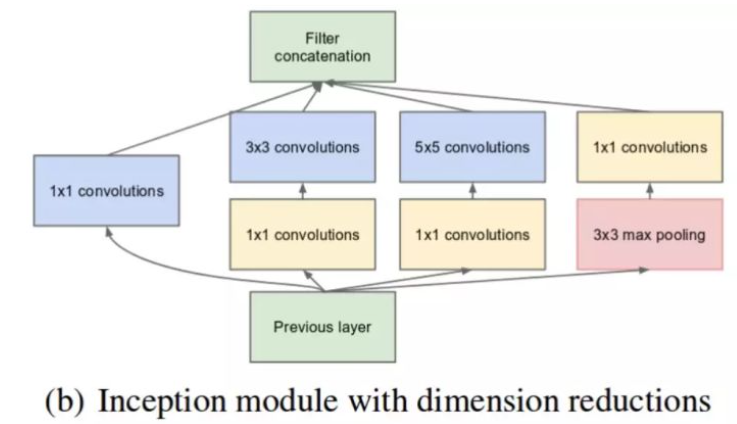 Filter
concatenation
3x3 convolutions
5x5 convolutions
1x1 convolutions
1x1 convolutions
1x1 convolutions
1x1 convolutions
3x3 max pooling
Previous layer
(b) Inception module with dimension reductions